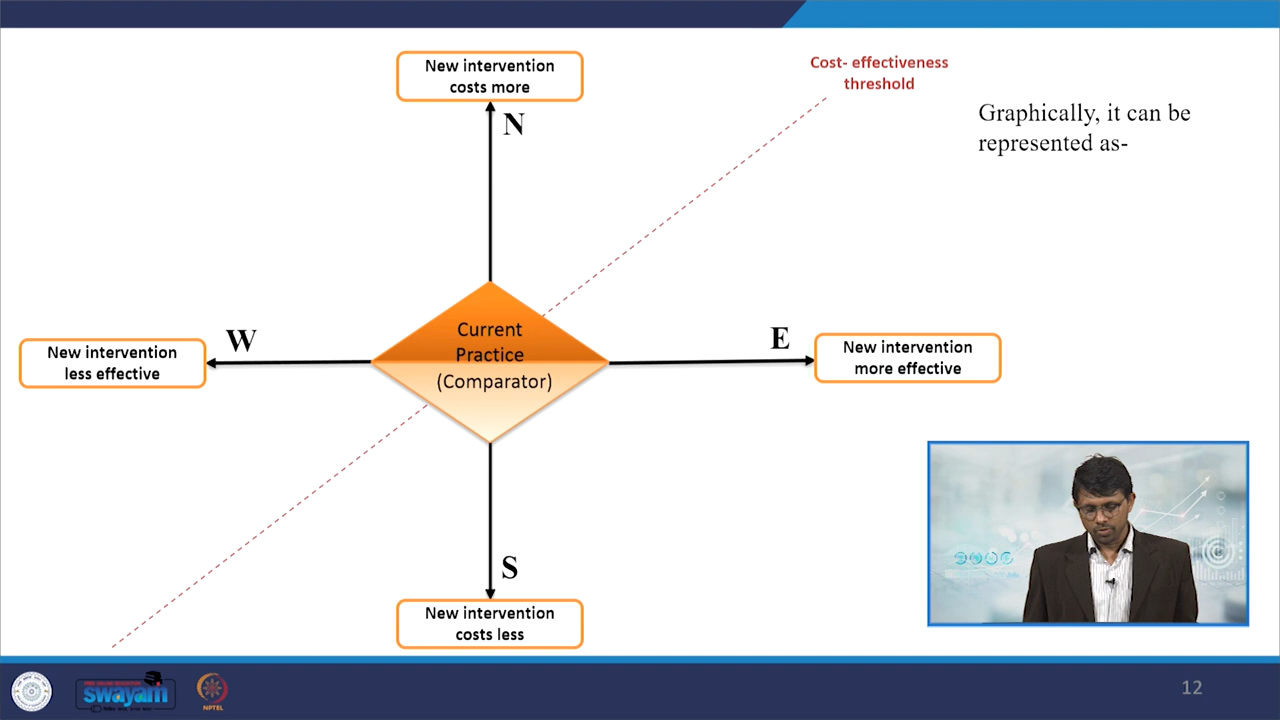 New intervention
costs more
Cost- effectiveness
threshold
Graphically, it can be
represented as-
N
Current
Practice
(Comparator)
W
E
New intervention
less effective
New intervention
more effective
S
New intervention
costs less
swayam
NPTEL
12